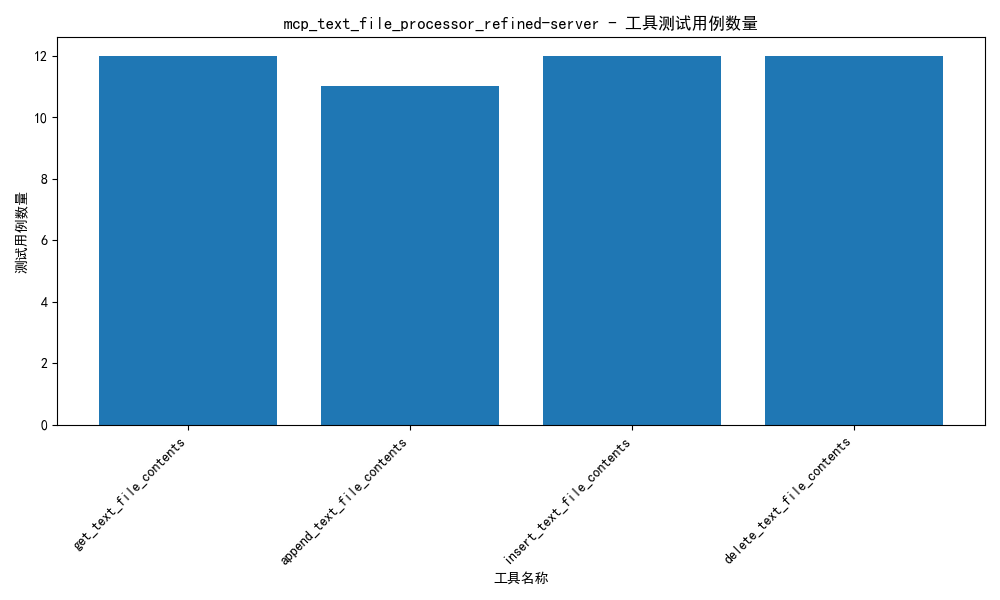 mcp_text_file_processor_refined-server - 工具测试用例数量
测试用例数量
12
10
8
6
4
2
0
get_text_file_contents
append_text_file_contents
insert_text_file_contents
delete_text_file_contents
工具名称